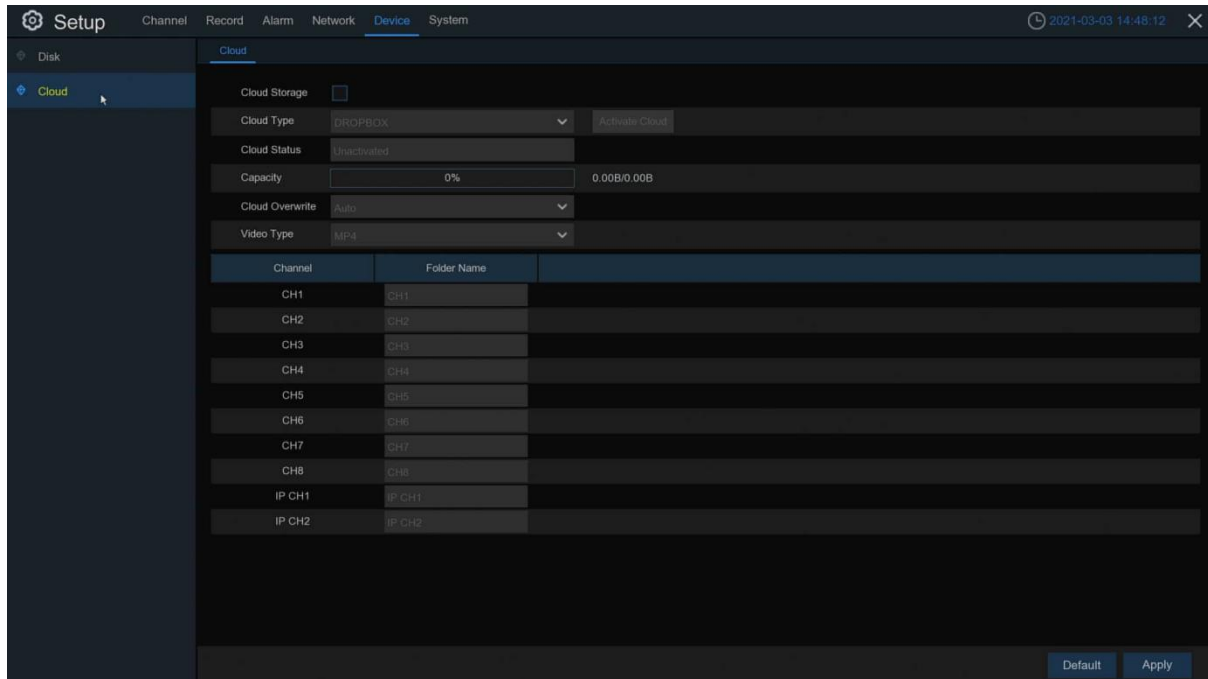 Setup Channel Record Alarm Network Device System 2021-03-03 14:48:12
Disk
Cloud
Cloud
Cloud Storage
Cloud Type DROPBOX Activate Cloud
Cloud Status Unactivated
Capacity 0% 0.00B/0.00B
Cloud Overwrite Auto
Video Type MP4
Channel Folder Name
CH1 CH1
CH2 CH2
CH3 CH3
CH4 CH4
CH5 CH5
CH6 CH6
CH7 CH7
CH8 CH8
IP CH1 IP CH1
IP CH2 IP CH2
Default Apply